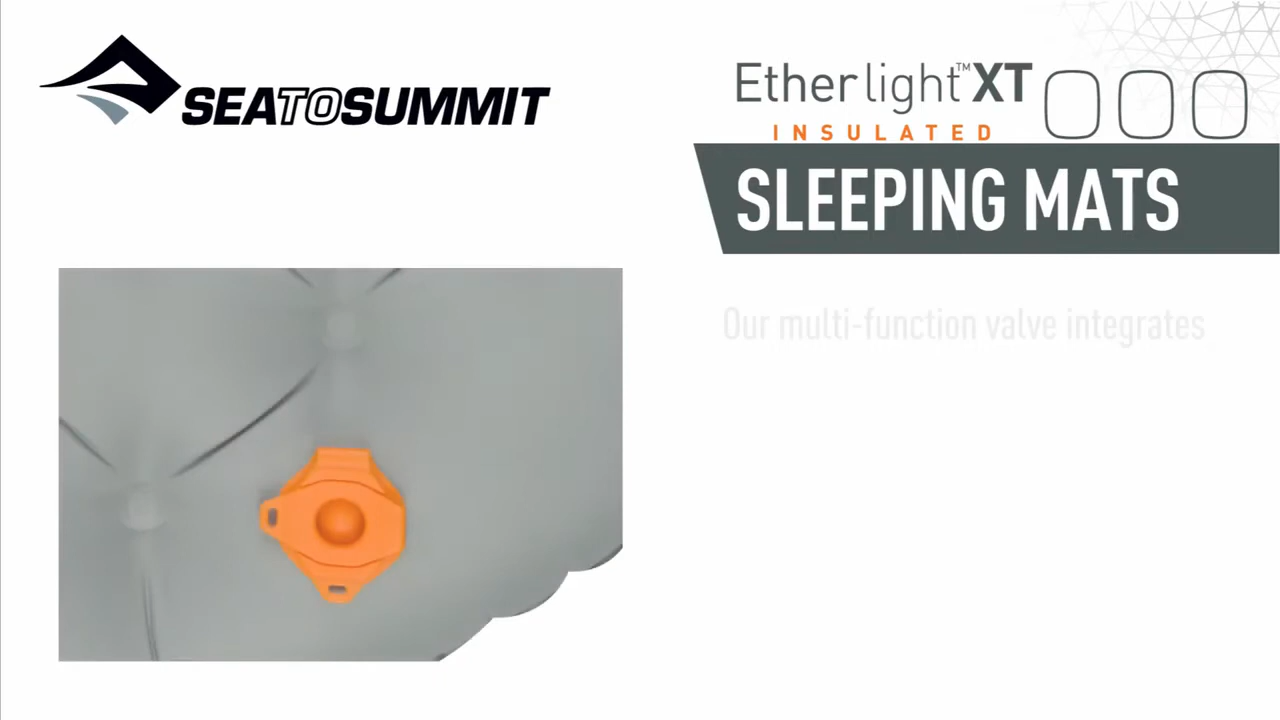 SEATOSUMMIT
Etherlight™XT
INSULATED
SLEEPING MATS
Our multi-function valve integrates